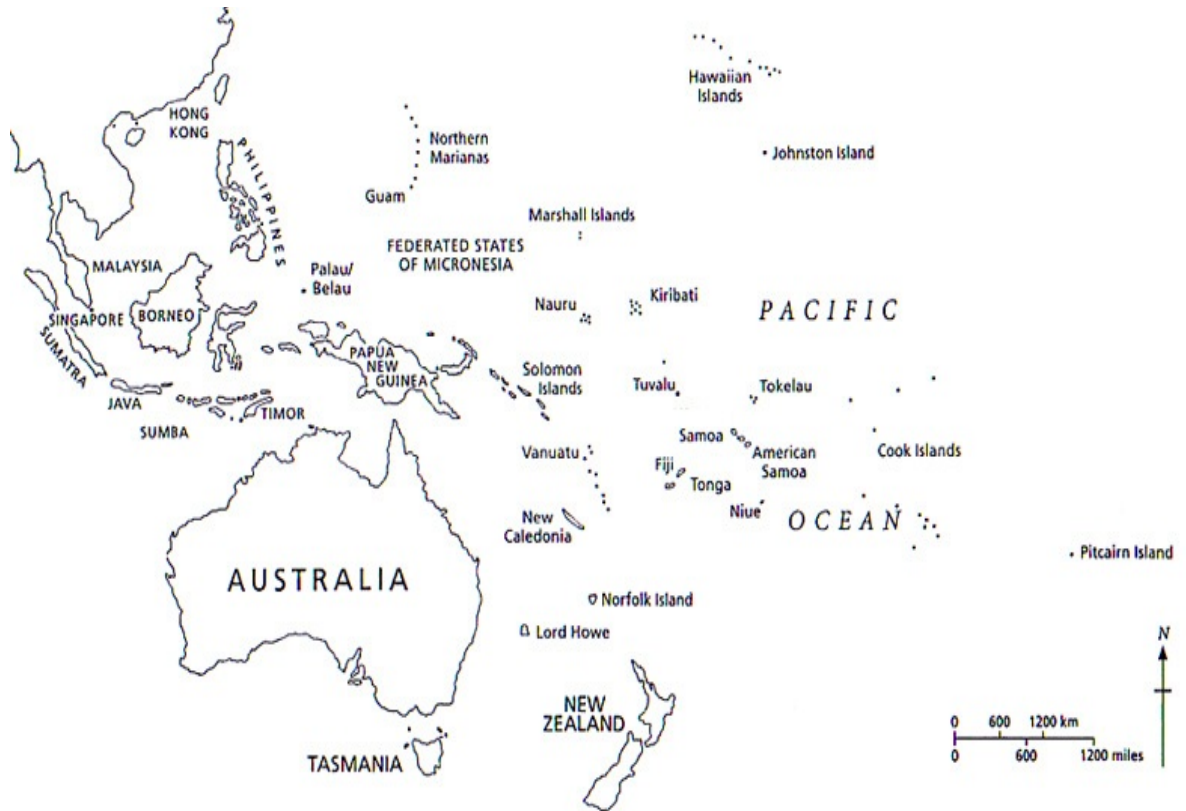 Hawaiian
Islands
HONG
KONG
PHILIPPINES
Northern
Marianas
Johnston Island
Guam
Marshall Islands
FEDERATED STATES
OF MICRONESIA
MALAYSIA
Palau/
Belau
Nauru
Kiribati
PACIFIC
SINGAPORE
BORNEO
SUMATRA
PAPUA
NEW
GUINEA
Solomon
Islands
Tuvalu
Tokelau
JAVA
TIMOR
SUMBA
Samoa
American
Samoa
Cook Islands
Vanuatu
Fiji
Tonga
Niue
OCEAN
New
Caledonia
Pitcairn Island
AUSTRALIA
Norfolk Island
Lord Howe
N
NEW
ZEALAND
TASMANIA
0 600 1200 km
0 600 1200 miles